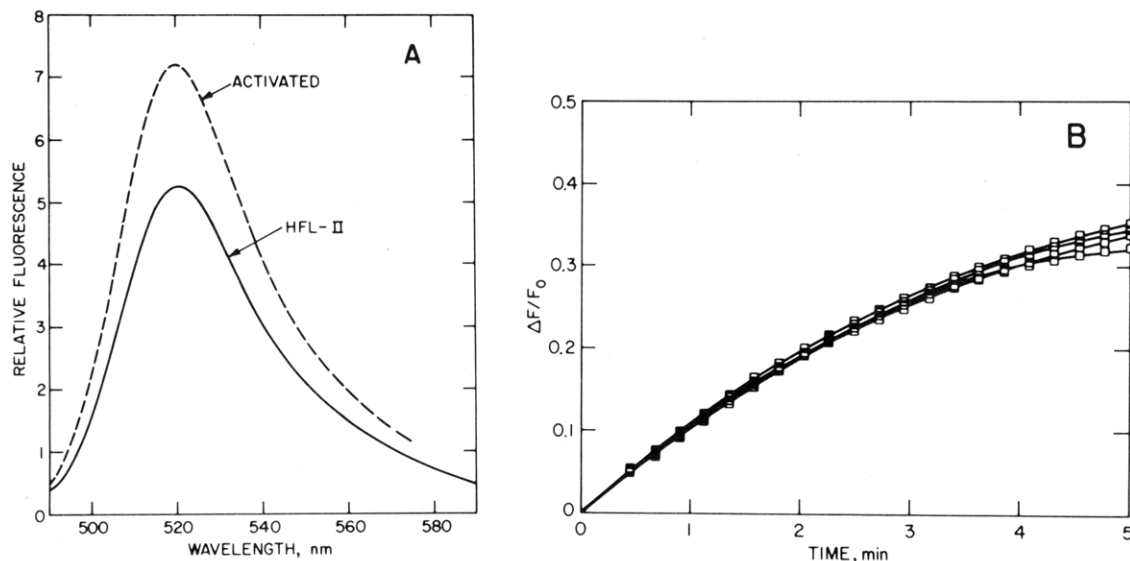 A
8
7
6
5
4
3
2
1
0
RELATIVE FLUORESCENCE
ACTIVATED
HFL-II
500 520 540 560 580
WAVELENGTH, nm
B
0.5
0.4
0.3
0.2
0.1
0
ΔF/F₀
0 1 2 3 4 5
TIME, min